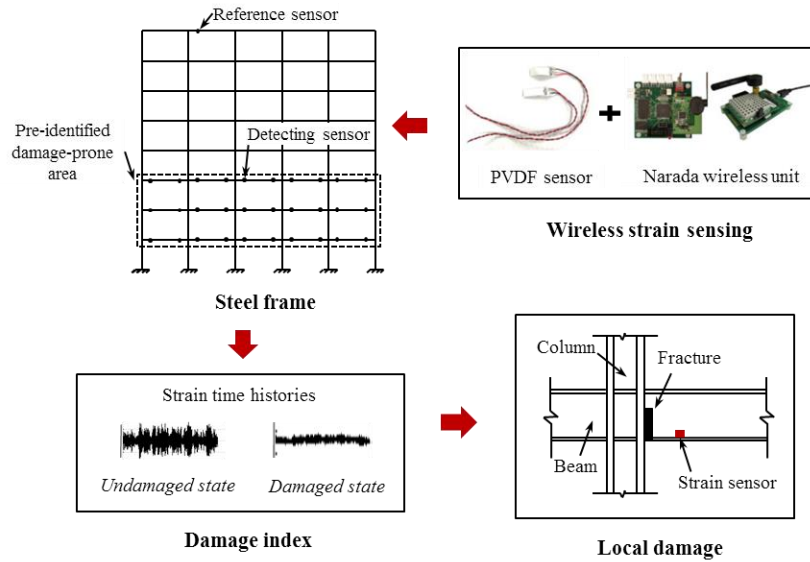 Reference sensor
Pre-identified
damage-prone
area
Detecting sensor
Steel frame
PVDF sensor
Narada wireless unit
Wireless strain sensing
Strain time histories
Undamaged state
Damaged state
Damage index
Column
Fracture
Beam
Strain sensor
Local damage